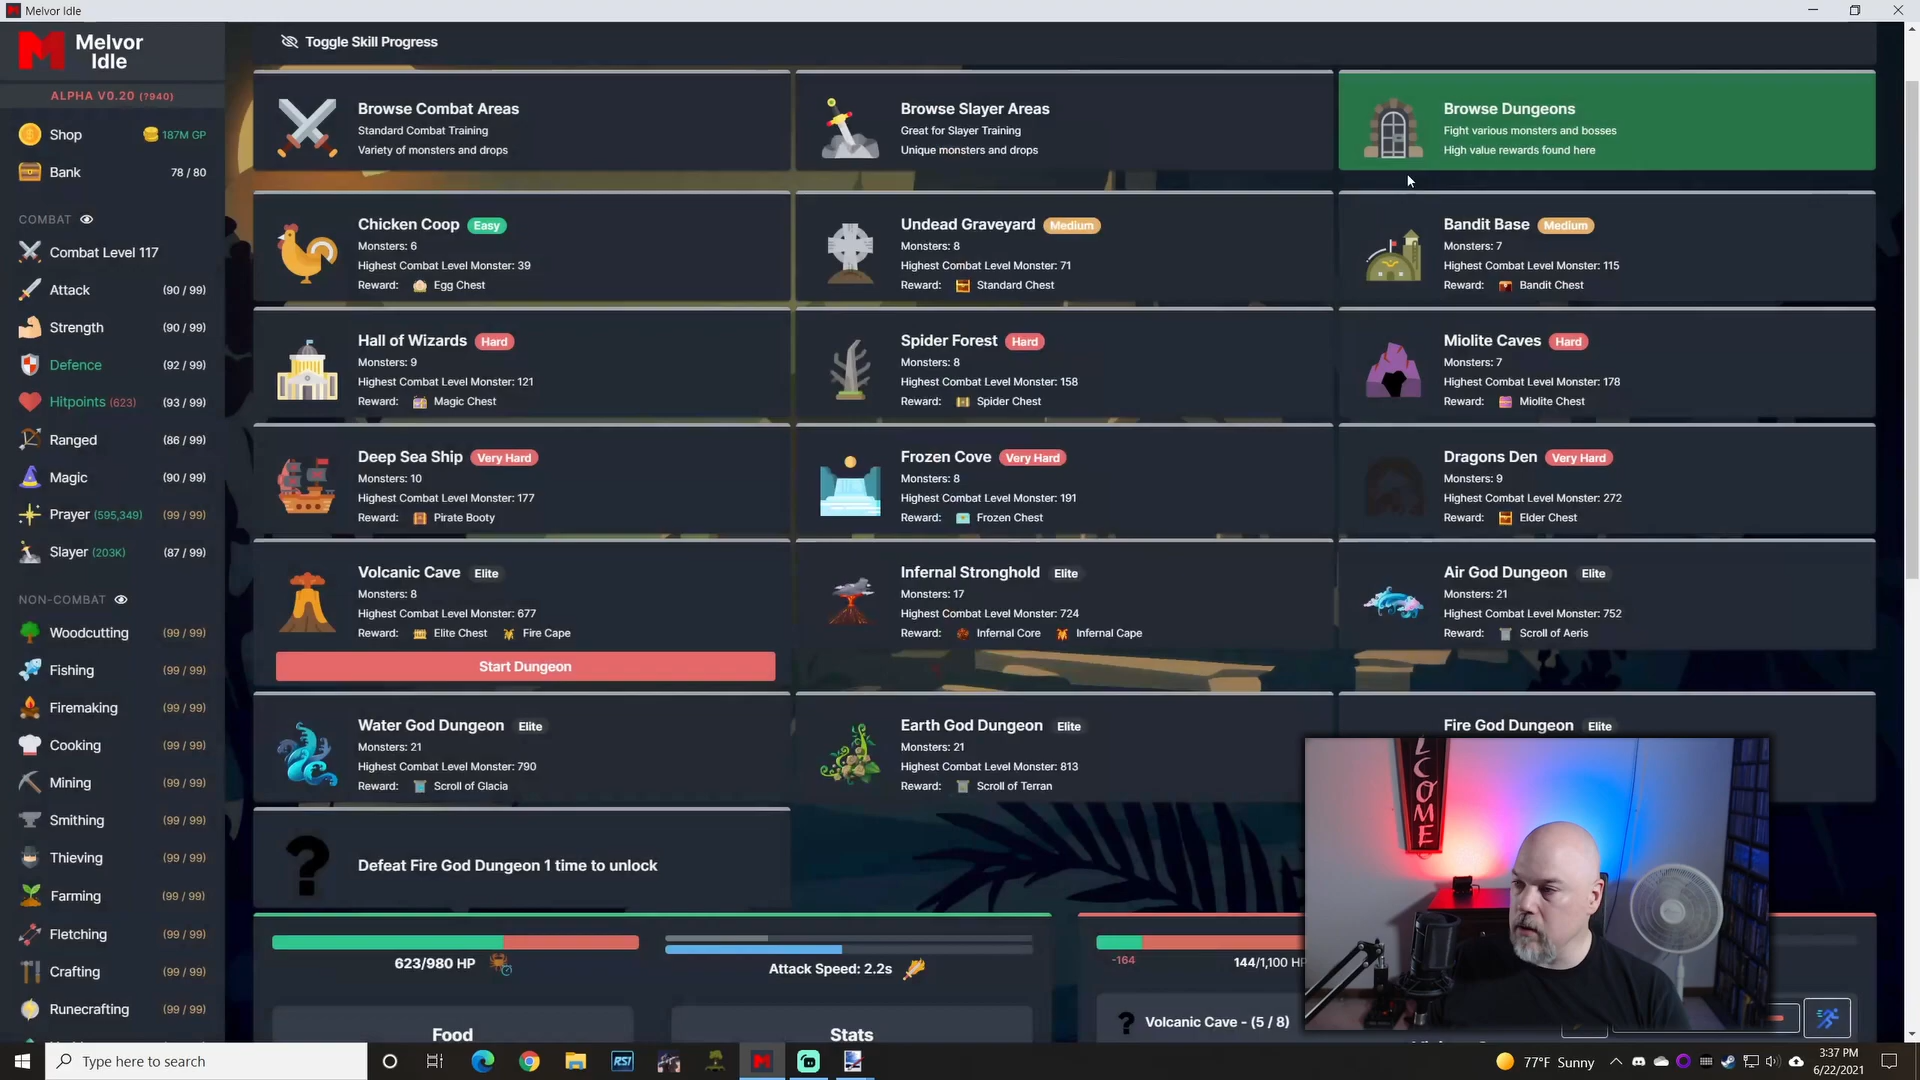 Melvor Idle
Melvor
Idle
ALPHA V0.20 (?940)
Shop 187M GP
Bank 78 / 80
COMBAT
Combat Level 117
Attack (90 / 99)
Strength (90 / 99)
Defence (92 / 99)
Hitpoints (623) (93 / 99)
Ranged (86 / 99)
Magic (90 / 99)
Prayer (595,349) (99 / 99)
Slayer (203K) (87 / 99)
NON-COMBAT
Woodcutting (99 / 99)
Fishing (99 / 99)
Firemaking (99 / 99)
Cooking (99 / 99)
Mining (99 / 99)
Smithing (99 / 99)
Thieving (99 / 99)
Farming (99 / 99)
Fletching (99 / 99)
Crafting (99 / 99)
Runecrafting (99 / 99)
Toggle Skill Progress
Browse Combat Areas
Standard Combat Training
Variety of monsters and drops
Browse Slayer Areas
Great for Slayer Training
Unique monsters and drops
Browse Dungeons
Fight various monsters and bosses
High value rewards found here
Chicken Coop Easy
Monsters: 6
Highest Combat Level Monster: 39
Reward: Egg Chest
Undead Graveyard Medium
Monsters: 8
Highest Combat Level Monster: 71
Reward: Standard Chest
Bandit Base Medium
Monsters: 7
Highest Combat Level Monster: 115
Reward: Bandit Chest
Hall of Wizards Hard
Monsters: 9
Highest Combat Level Monster: 121
Reward: Magic Chest
Spider Forest Hard
Monsters: 8
Highest Combat Level Monster: 158
Reward: Spider Chest
Miolite Caves Hard
Monsters: 7
Highest Combat Level Monster: 178
Reward: Miolite Chest
Deep Sea Ship Very Hard
Monsters: 10
Highest Combat Level Monster: 177
Reward: Pirate Booty
Frozen Cove Very Hard
Monsters: 8
Highest Combat Level Monster: 191
Reward: Frozen Chest
Dragons Den Very Hard
Monsters: 9
Highest Combat Level Monster: 272
Reward: Elder Chest
Volcanic Cave Elite
Monsters: 8
Highest Combat Level Monster: 677
Reward: Elite Chest Fire Cape
Start Dungeon
Infernal Stronghold Elite
Monsters: 17
Highest Combat Level Monster: 724
Reward: Infernal Core Infernal Cape
Air God Dungeon Elite
Monsters: 21
Highest Combat Level Monster: 752
Reward: Scroll of Aeris
Water God Dungeon Elite
Monsters: 21
Highest Combat Level Monster: 790
Reward: Scroll of Glacia
Earth God Dungeon Elite
Monsters: 21
Highest Combat Level Monster: 813
Reward: Scroll of Terran
Fire God Dungeon Elite
Defeat Fire God Dungeon 1 time to unlock
623/980 HP
Attack Speed: 2.2s
-164
144/1,100 HP
Food
Stats
Volcanic Cave - (5 / 8)
LCOME
Type here to search
RSI
77°F Sunny
3:37 PM
6/22/2021